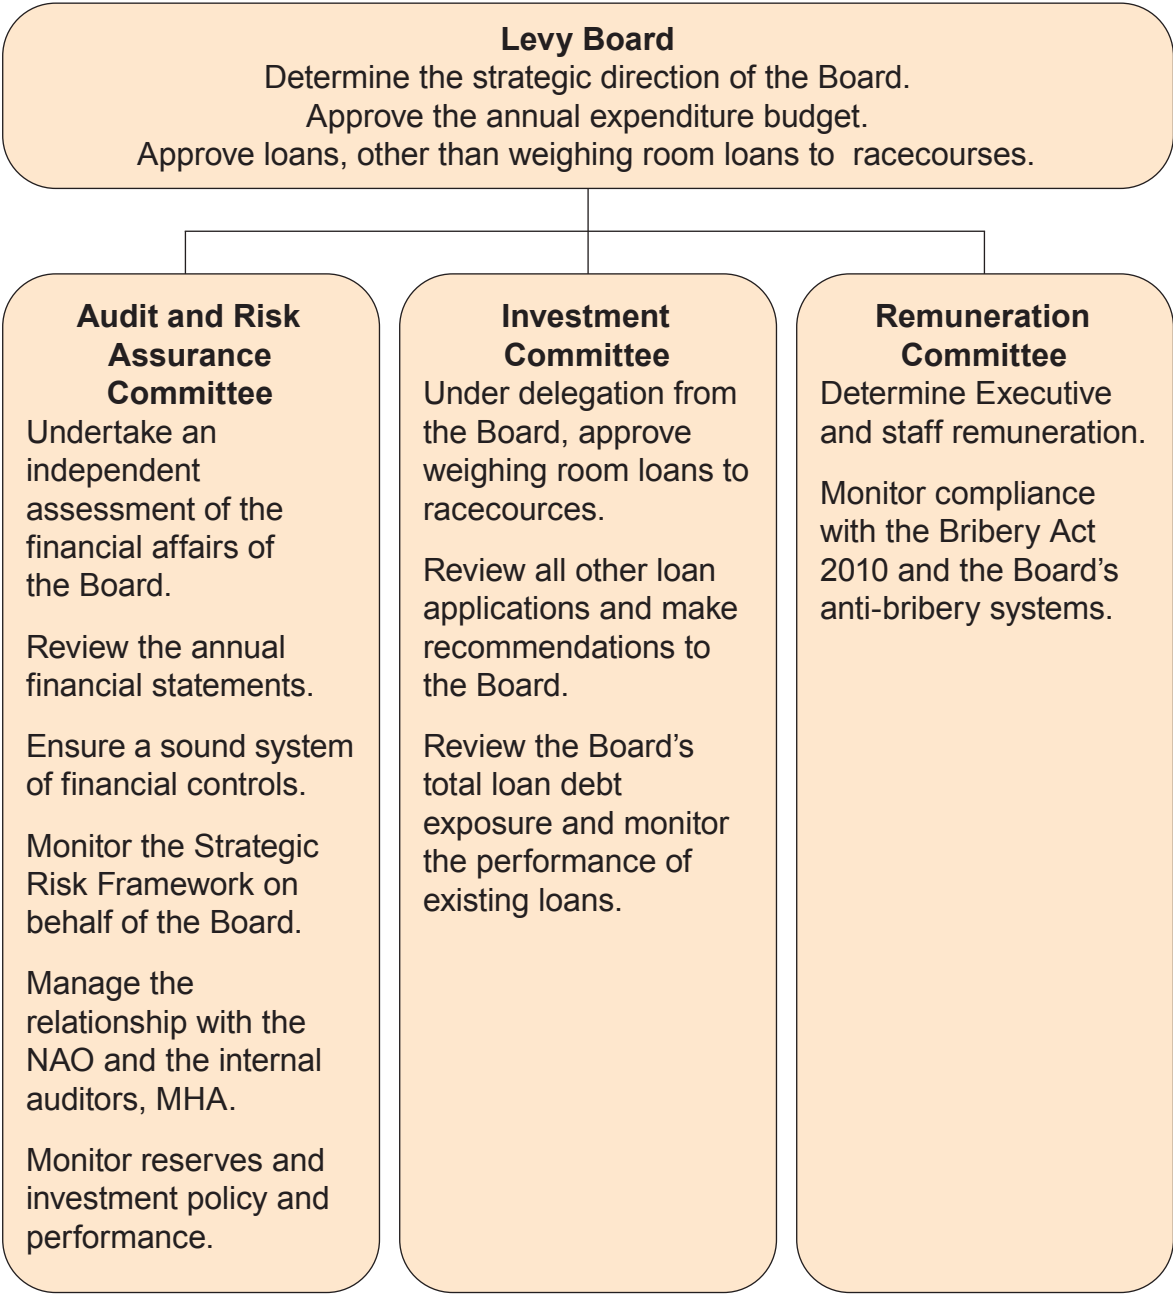 Levy Board
Determine the strategic direction of the Board.
Approve the annual expenditure budget.
Approve loans, other than weighing room loans to racecourses.
Audit and Risk
Assurance
Committee
Undertake an
independent
assessment of the
financial affairs of
the Board.
Review the annual
financial statements.
Ensure a sound system
of financial controls.
Monitor the Strategic
Risk Framework on
behalf of the Board.
Manage the
relationship with the
NAO and the internal
auditors, MHA.
Monitor reserves and
investment policy and
performance.
Investment
Committee
Under delegation from
the Board, approve
weighing room loans to
racecources.
Review all other loan
applications and make
recommendations to
the Board.
Review the Board’s
total loan debt
exposure and monitor
the performance of
existing loans.
Remuneration
Committee
Determine Executive
and staff remuneration.
Monitor compliance
with the Bribery Act
2010 and the Board’s
anti-bribery systems.